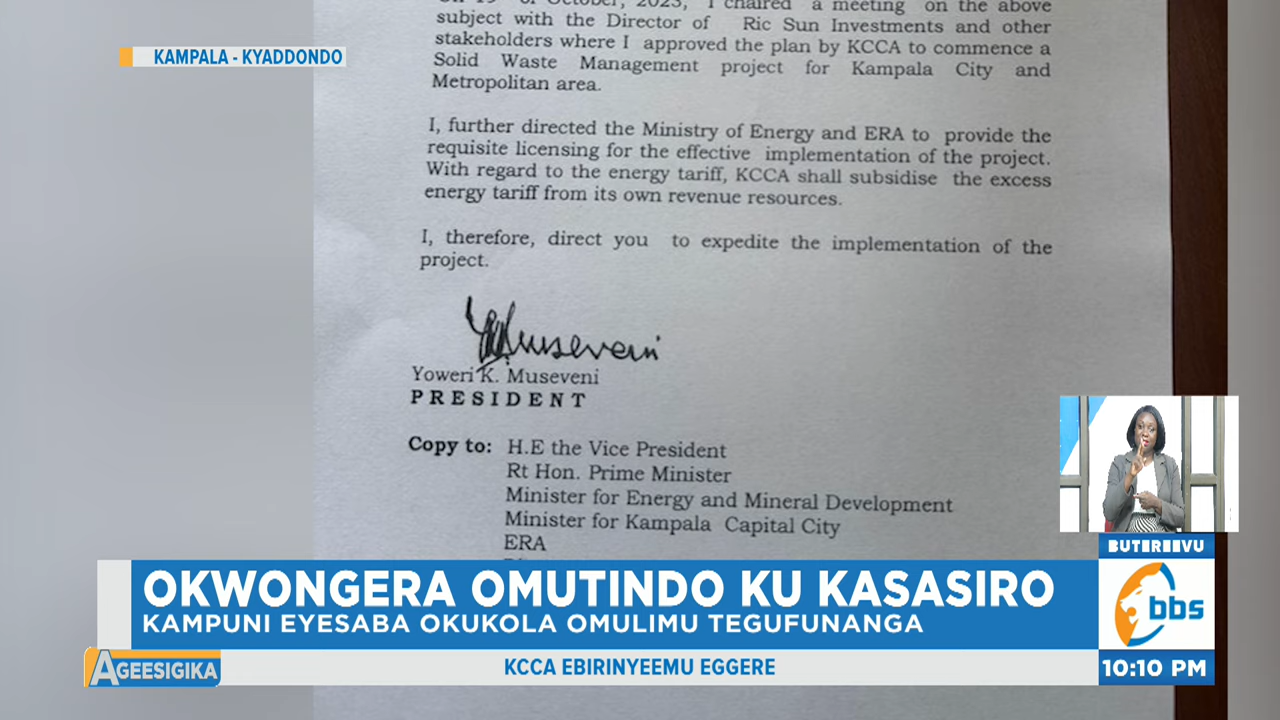 KAMPALA - KYADDONDO
subject with the Director of Ric Sun Investments and other
stakeholders where I approved the plan by KCCA to commence a
Solid Waste Management project for Kampala City and
Metropolitan area.
I, further directed the Ministry of Energy and ERA to provide the
requisite licensing for the effective implementation of the project.
With regard to the energy tariff, KCCA shall subsidise the excess
energy tariff from its own revenue resources.
I, therefore, direct you to expedite the implementation of the
project.
Museveni
Yoweri K. Museveni
PRESIDENT
Copy to: H.E the Vice President
Rt Hon. Prime Minister
Minister for Energy and Mineral Development
Minister for Kampala Capital City
ERA
BUTEREEVU
OKWONGERA OMUTINDO KU KASASIRO
KAMPUNI EYESABA OKUKOLA OMULIMU TEGUFUNANGA
bbs
AGEESIGIKA
KCCA EBIRINYEEMU EGGERE
10:10 PM